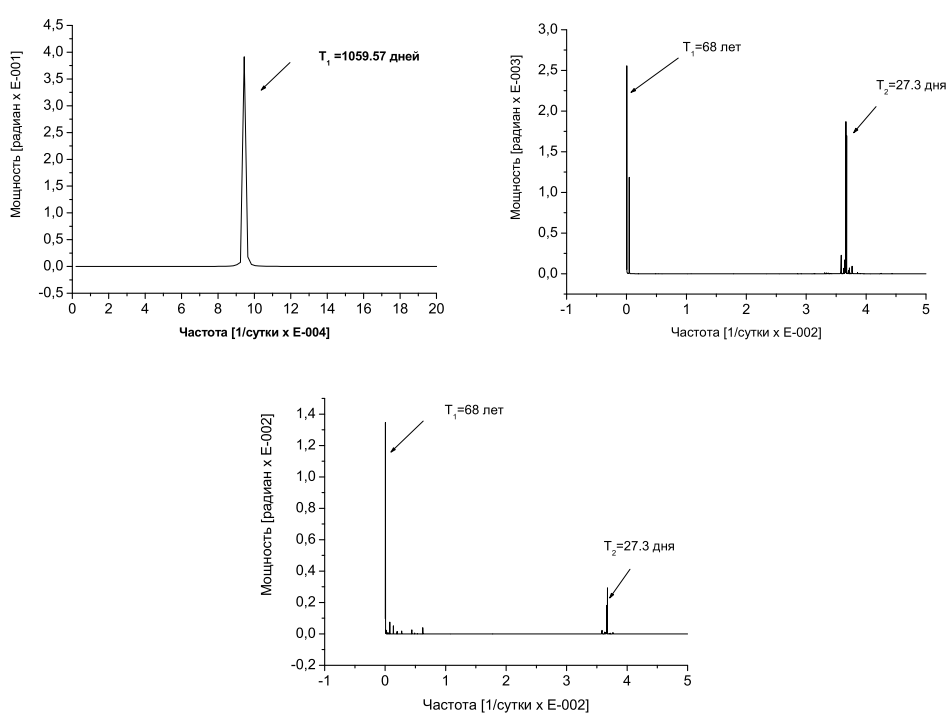 4,5
4,0
3,5
3,0
2,5
2,0
1,5
1,0
0,5
0,0
-0,5
0 2 4 6 8 10 12 14 16 18 20
Мощность [радиан x E-001]
Частота [1/сутки x E-004]
T1 =1059.57 дней
3,0
2,5
2,0
1,5
1,0
0,5
0,0
-1 0 1 2 3 4 5
Мощность [радиан x E-003]
Частота [1/сутки x E-002]
T1=68 лет
T2=27.3 дня
1,4
1,2
1,0
0,8
0,6
0,4
0,2
0,0
-0,2
-1 0 1 2 3 4 5
Мощность [радиан x E-002]
Частота [1/сутки x E-002]
T1=68 лет
T2=27.3 дня